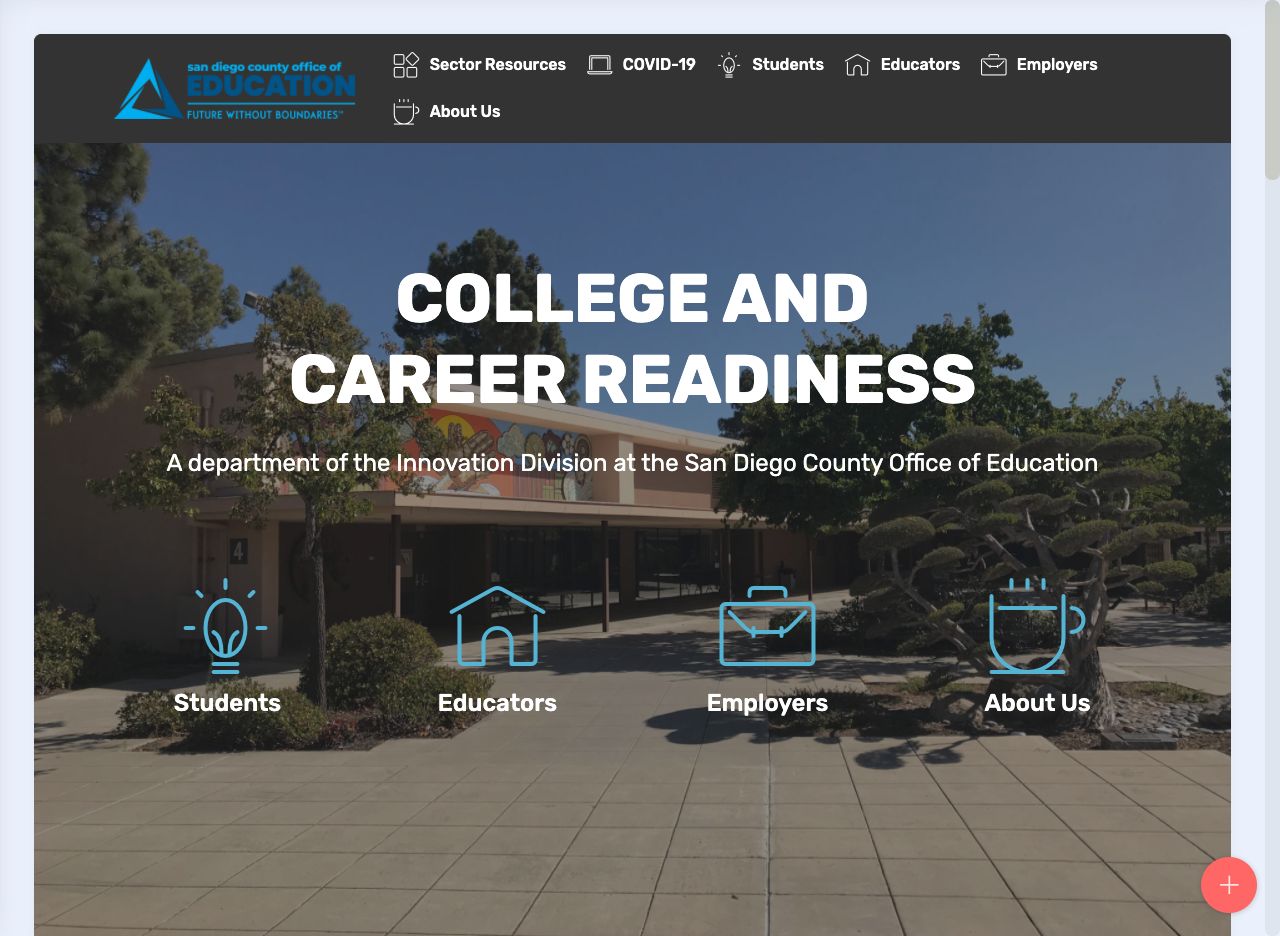 san diego county office of
EDUCATION
FUTURE WITHOUT BOUNDARIES™
Sector Resources
COVID-19
Students
Educators
Employers
About Us
COLLEGE AND
CAREER READINESS
A department of the Innovation Division at the San Diego County Office of Education
4
Students
Educators
Employers
About Us